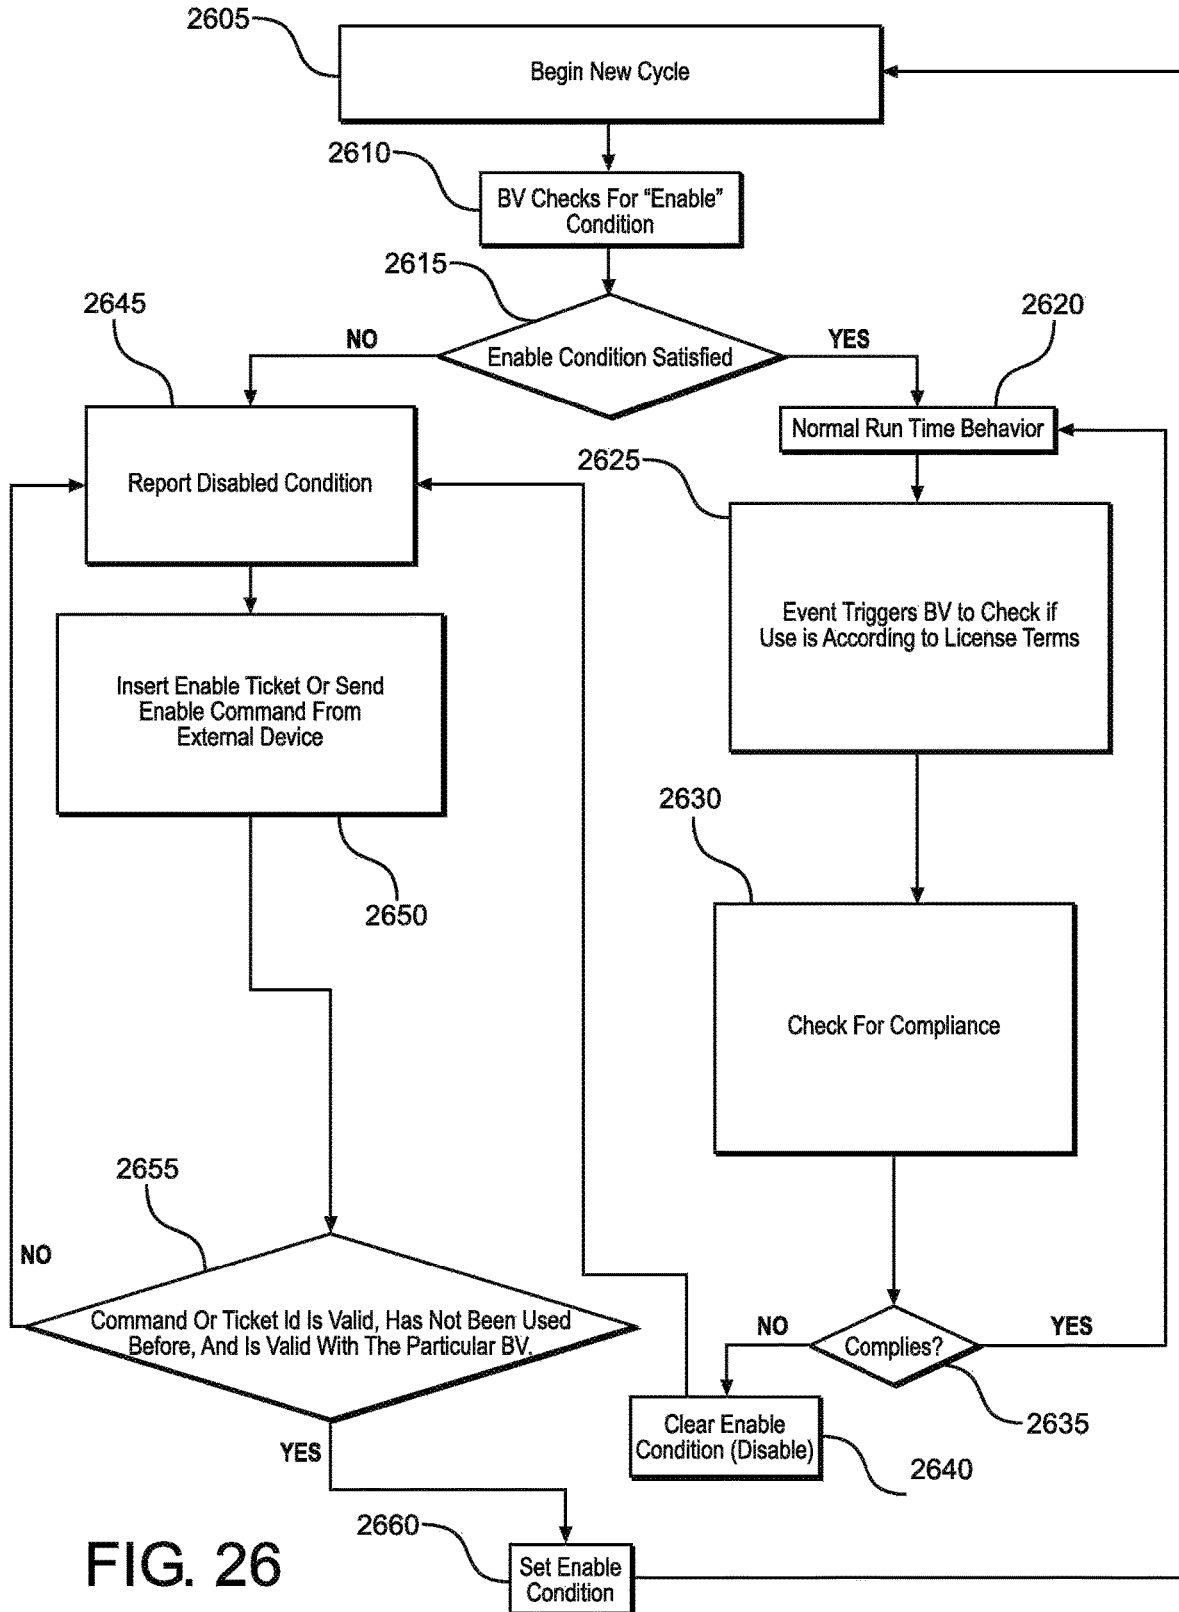 2605
Begin New Cycle
2610
BV Checks For “Enable”
Condition
2615
Enable Condition Satisfied
NO
YES
2645
2620
Report Disabled Condition
Normal Run Time Behavior
2625
Event Triggers BV to Check if
Use is According to License Terms
Insert Enable Ticket Or Send
Enable Command From
External Device
2650
2630
Check For Compliance
2655
NO
Command Or Ticket Id Is Valid, Has Not Been Used
Before, And Is Valid With The Particular BV.
YES
NO
Complies?
YES
2635
Clear Enable
Condition (Disable)
2640
2660
Set Enable
Condition
FIG. 26